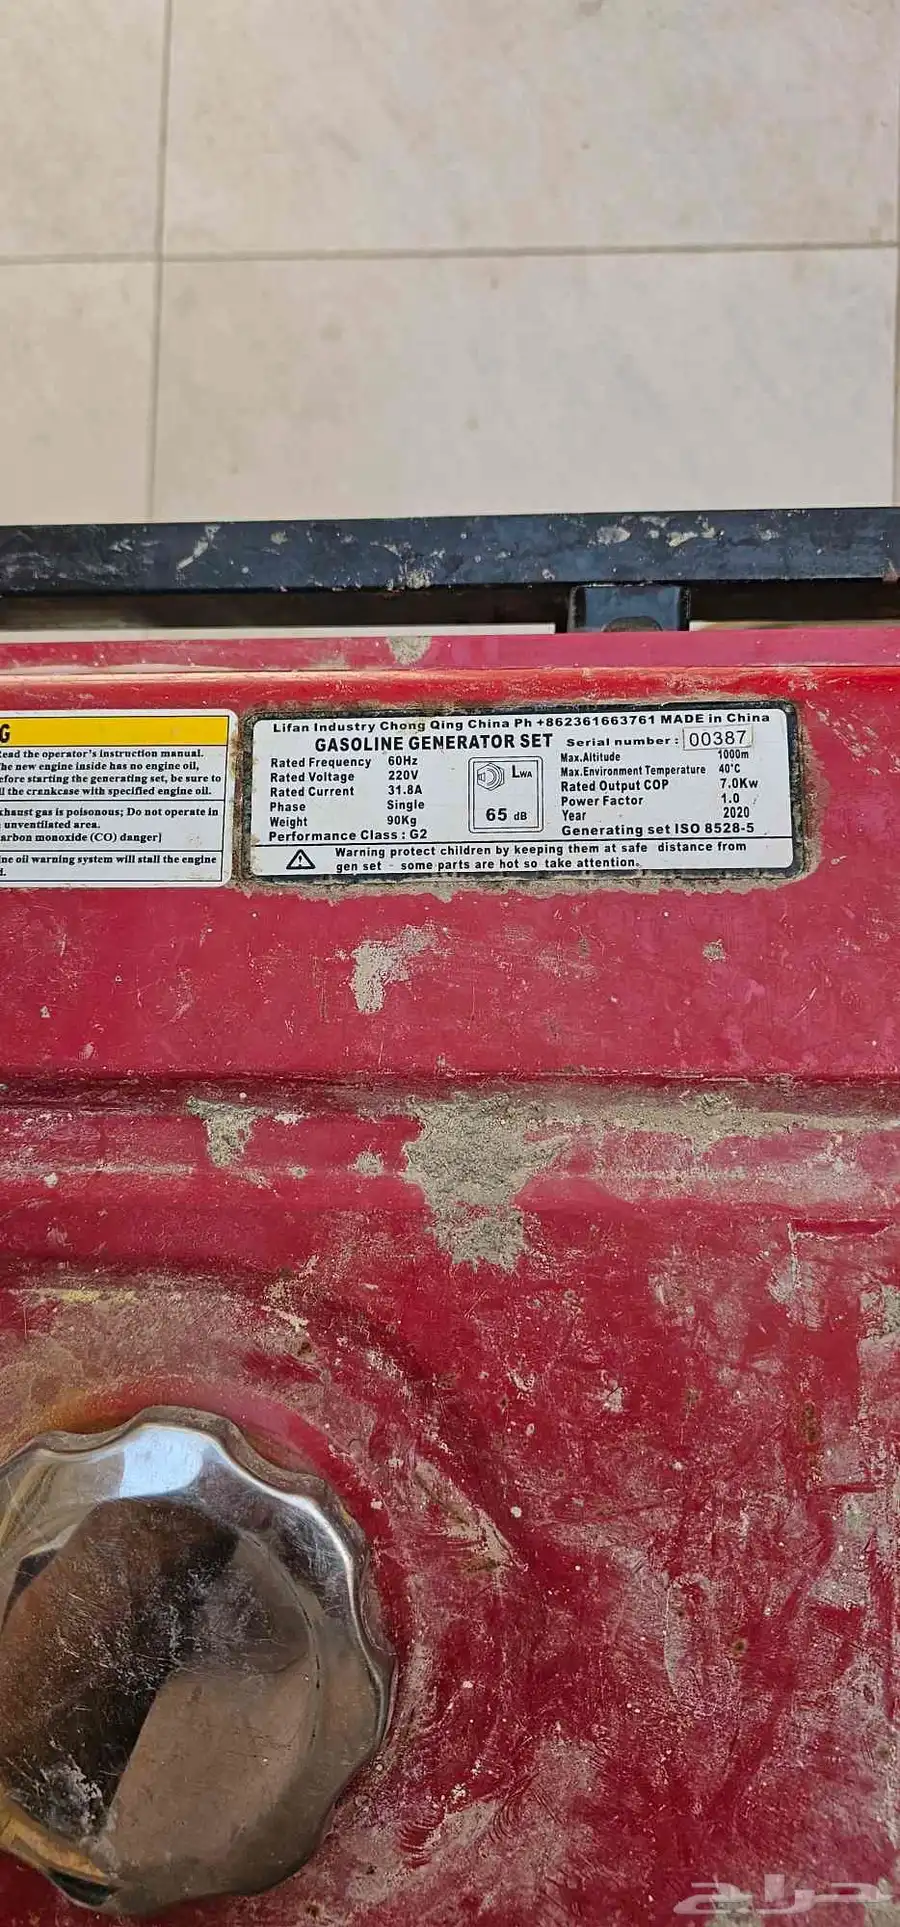 G
ead the operator's instruction manual.
he new engine inside has no engine oil,
efore starting the generating set, be sure to
ll the crankcase with specified engine oil.
xhaust gas is poisonous; Do not operate in
unventilated area.
arbon monoxide (CO) danger]
ne oil warning system will stall the engine
d.
Lifan Industry Chong Qing China Ph +862361663761 MADE in China
GASOLINE GENERATOR SET
Serial number: 00387
Rated Frequency 60Hz
Rated Voltage 220V
Rated Current 31.8A
Phase Single
Weight 90Kg
Performance Class : G2
LWA
65 dB
Max.Altitude 1000m
Max.Environment Temperature 40°C
Rated Output COP 7.0Kw
Power Factor 1.0
Year 2020
Generating set ISO 8528-5
Warning protect children by keeping them at safe distance from
gen set - some parts are hot so take attention.
حراج